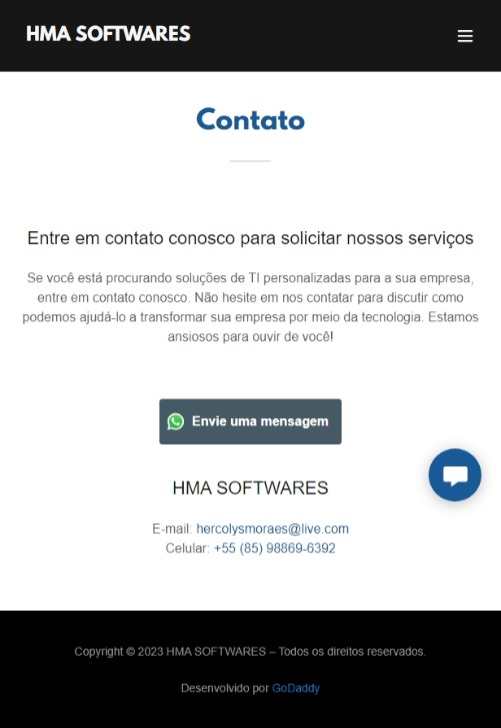 HMA SOFTWARES
Contato
Entre em contato conosco para solicitar nossos serviços
Se você está procurando soluções de TI personalizadas para a sua empresa,
entre em contato conosco. Não hesite em nos contatar para discutir como
podemos ajudá-lo a transformar sua empresa por meio da tecnologia. Estamos
ansiosos para ouvir de você!
Envie uma mensagem
HMA SOFTWARES
E-mail: hercolysmoraes@live.com
Celular: +55 (85) 98869-6392
Copyright © 2023 HMA SOFTWARES – Todos os direitos reservados.
Desenvolvido por GoDaddy